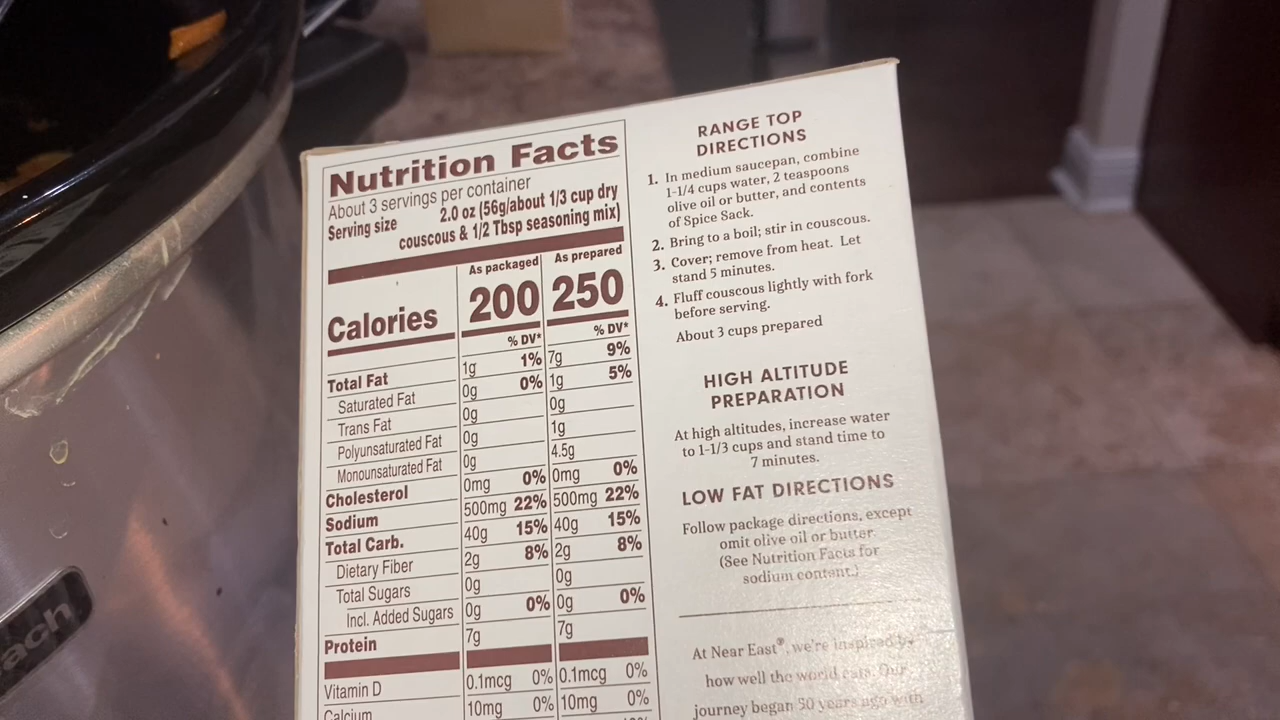 Nutrition Facts
About 3 servings per container
Serving size 2.0 oz (56g/about 1/3 cup dry
couscous & 1/2 Tbsp seasoning mix)
As packaged As prepared
Calories 200 250
% DV* % DV*
Total Fat 1g 1% 7g 9%
Saturated Fat 0g 0% 1g 5%
Trans Fat 0g 0g
Polyunsaturated Fat 0g 1g
Monounsaturated Fat 0g 4.5g
Cholesterol 0mg 0% 0mg 0%
Sodium 500mg 22% 500mg 22%
Total Carb. 40g 15% 40g 15%
Dietary Fiber 2g 8% 2g 8%
Total Sugars 0g 0g
Incl. Added Sugars 0g 0% 0g 0%
Protein 7g 7g
Vitamin D 0.1mcg 0% 0.1mcg 0%
Calcium 10mg 0% 10mg 0%
RANGE TOP
DIRECTIONS
1. In medium saucepan, combine
1-1/4 cups water, 2 teaspoons
olive oil or butter, and contents
of Spice Sack.
2. Bring to a boil; stir in couscous.
3. Cover; remove from heat. Let
stand 5 minutes.
4. Fluff couscous lightly with fork
before serving.
About 3 cups prepared
HIGH ALTITUDE
PREPARATION
At high altitudes, increase water
to 1-1/3 cups and stand time to
7 minutes.
LOW FAT DIRECTIONS
Follow package directions, except
omit olive oil or butter.
(See Nutrition Facts for
sodium content.)
At Near East®, we're inspired by
how well the world eats. Our
journey began 50 years ago with
ach